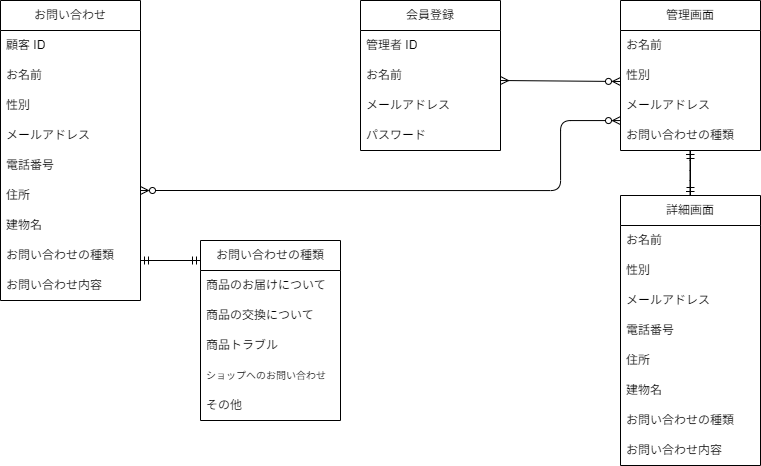 お問い合わせ
顧客 ID
お名前
性別
メールアドレス
電話番号
住所
建物名
お問い合わせの種類
お問い合わせ内容
お問い合わせの種類
商品のお届けについて
商品の交換について
商品トラブル
ショップへのお問い合わせ
その他
会員登録
管理者 ID
お名前
メールアドレス
パスワード
管理画面
お名前
性別
メールアドレス
お問い合わせの種類
詳細画面
お名前
性別
メールアドレス
電話番号
住所
建物名
お問い合わせの種類
お問い合わせ内容